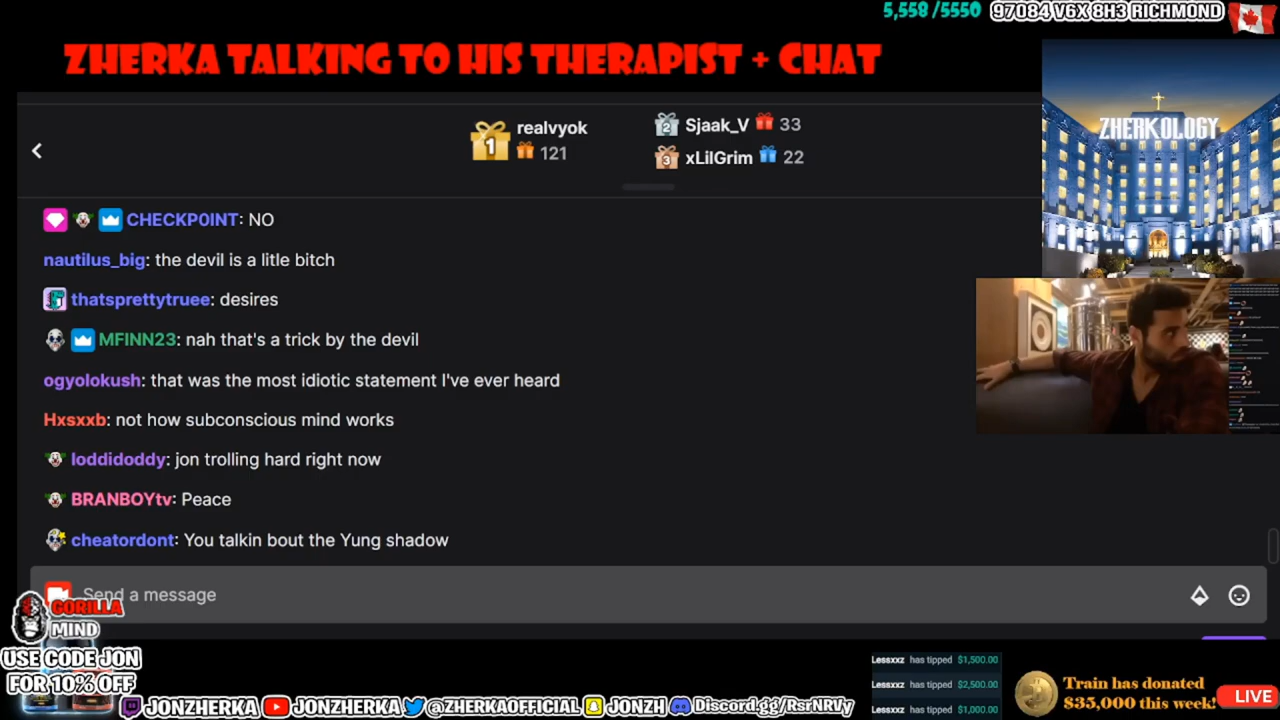 5,558 /5550
97084 V6X 8H3 RICHMOND
ZHERKA TALKING TO HIS THERAPIST + CHAT
1 realvyok
121
2 Sjaak_V 33
3 xLilGrim 22
ZHERKOLOGY
CHECKP0INT: NO
nautilus_big: the devil is a litle bitch
thatsprettytruee: desires
MFINN23: nah that's a trick by the devil
ogyolokush: that was the most idiotic statement I've ever heard
Hxsxxb: not how subconscious mind works
loddidoddy: jon trolling hard right now
BRANBOYtv: Peace
cheatordont: You talkin bout the Yung shadow
Send a message
GORILLA
MIND
USE CODE JON
FOR 10% OFF
JONZHERKA JONZHERKA @ZHERKAOFFICIAL JONZH Discord.gg/RsrNRVy
Lessxxz has tipped $1,500.00
Lessxxz has tipped $2,500.00
Lessxxz has tipped $1,000.00
Train has donated
$35,000 this week!
LIVE